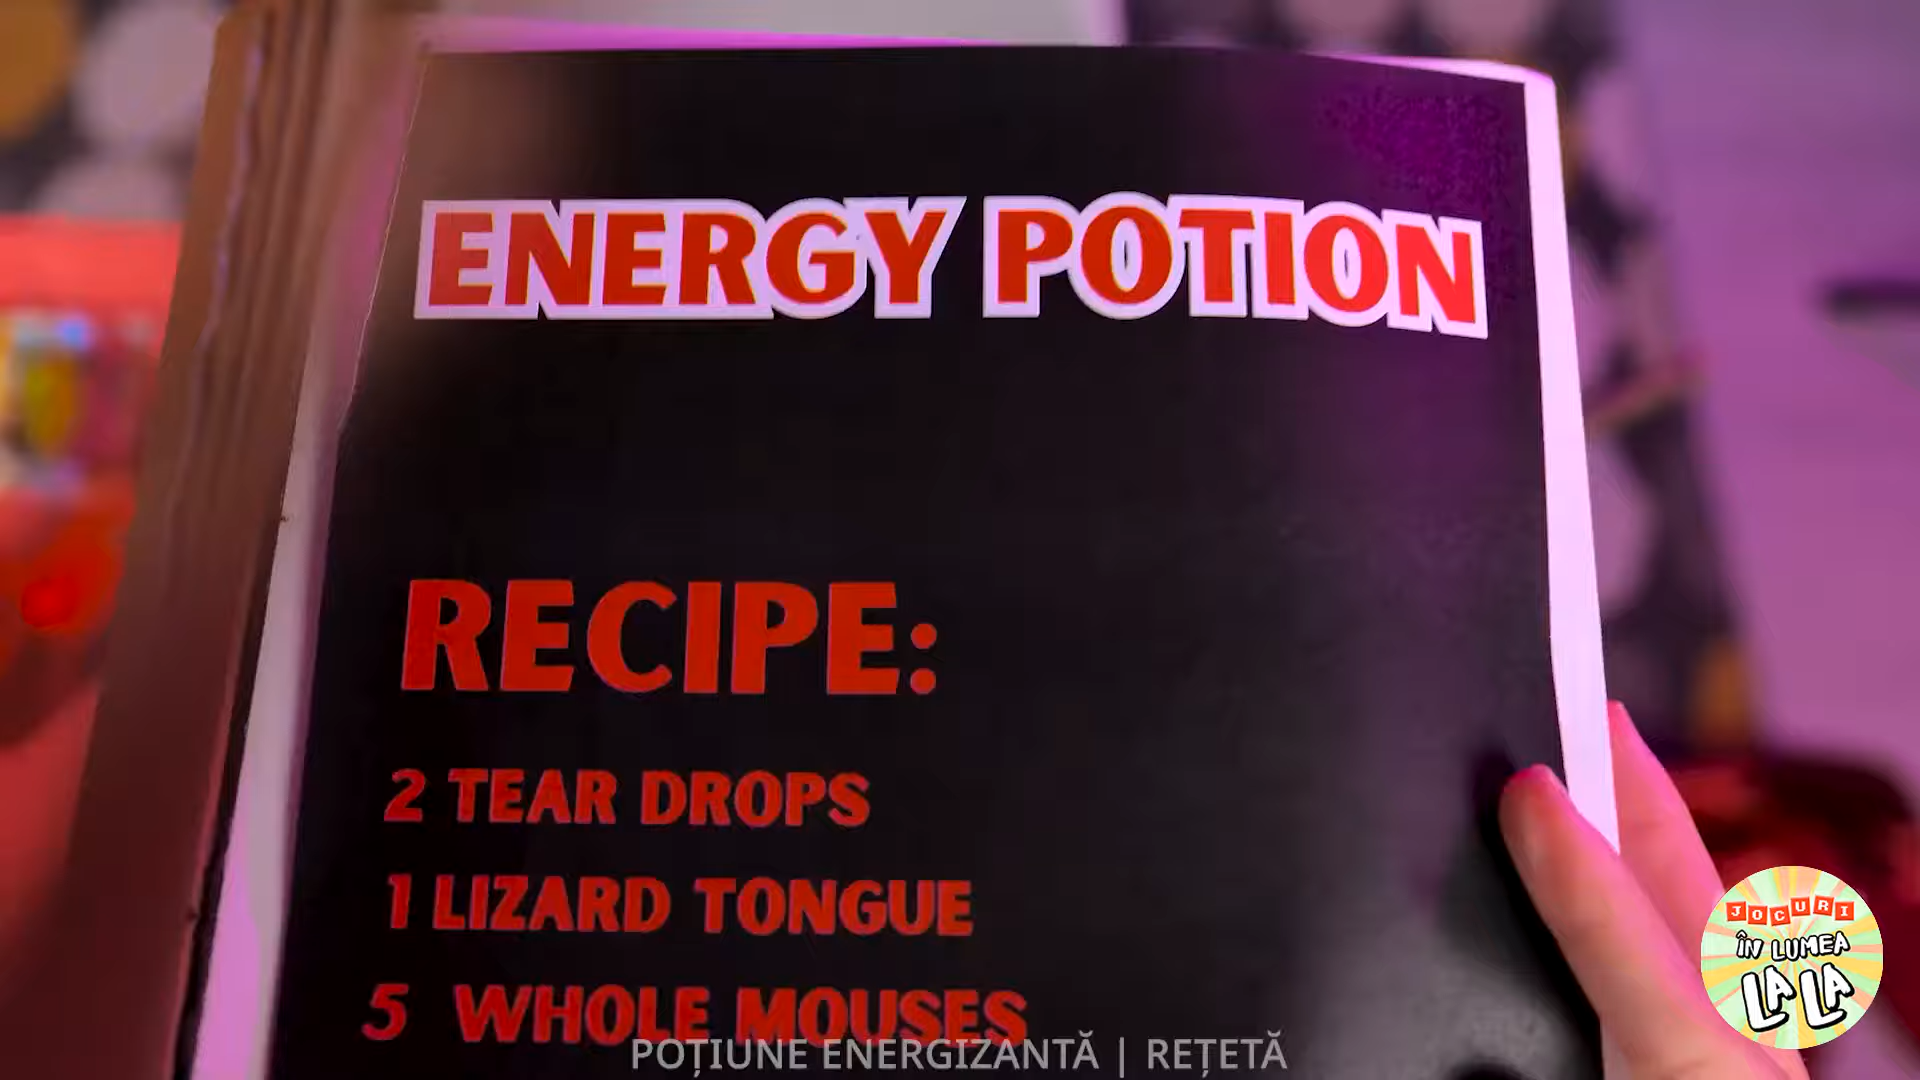 ENERGY POTION
RECIPE:
2 TEAR DROPS
1 LIZARD TONGUE
5 WHOLE MOUSES
POȚIUNE ENERGIZANTĂ | REȚETĂ
JOCURI
ÎN LUMEA
LA LA